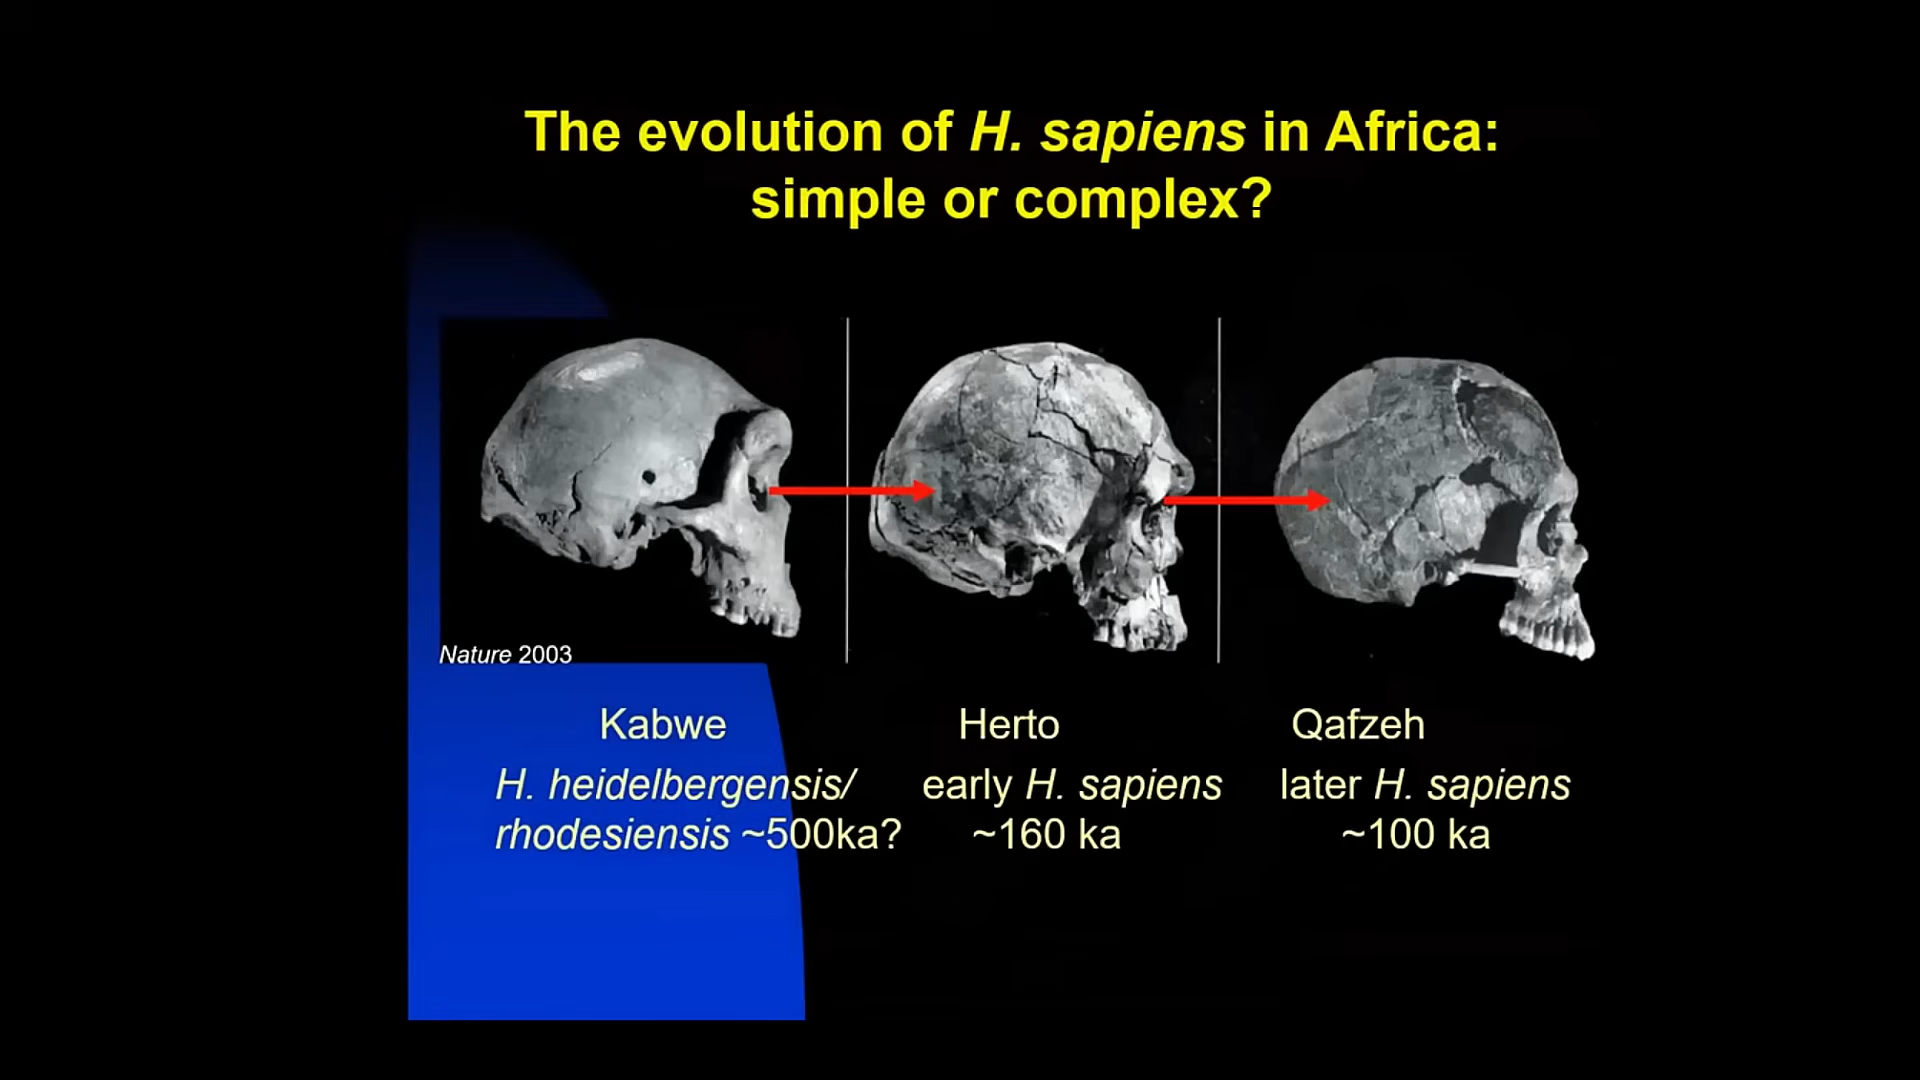 The evolution of H. sapiens in Africa:
simple or complex?
Nature 2003
Kabwe
H. heidelbergensis/
rhodesiensis ~500ka?
Herto
early H. sapiens
~160 ka
Qafzeh
later H. sapiens
~100 ka